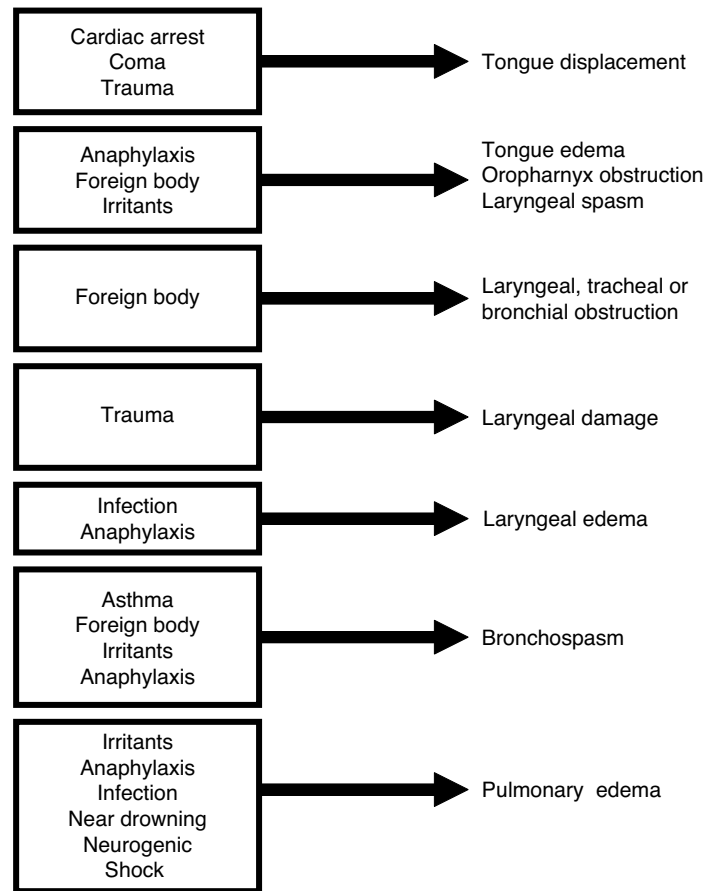 Cardiac arrest
Coma
Trauma
Tongue displacement
Anaphylaxis
Foreign body
Irritants
Tongue edema
Oropharnyx obstruction
Laryngeal spasm
Foreign body
Laryngeal, tracheal or
bronchial obstruction
Trauma
Laryngeal damage
Infection
Anaphylaxis
Laryngeal edema
Asthma
Foreign body
Irritants
Anaphylaxis
Bronchospasm
Irritants
Anaphylaxis
Infection
Near drowning
Neurogenic
Shock
Pulmonary edema